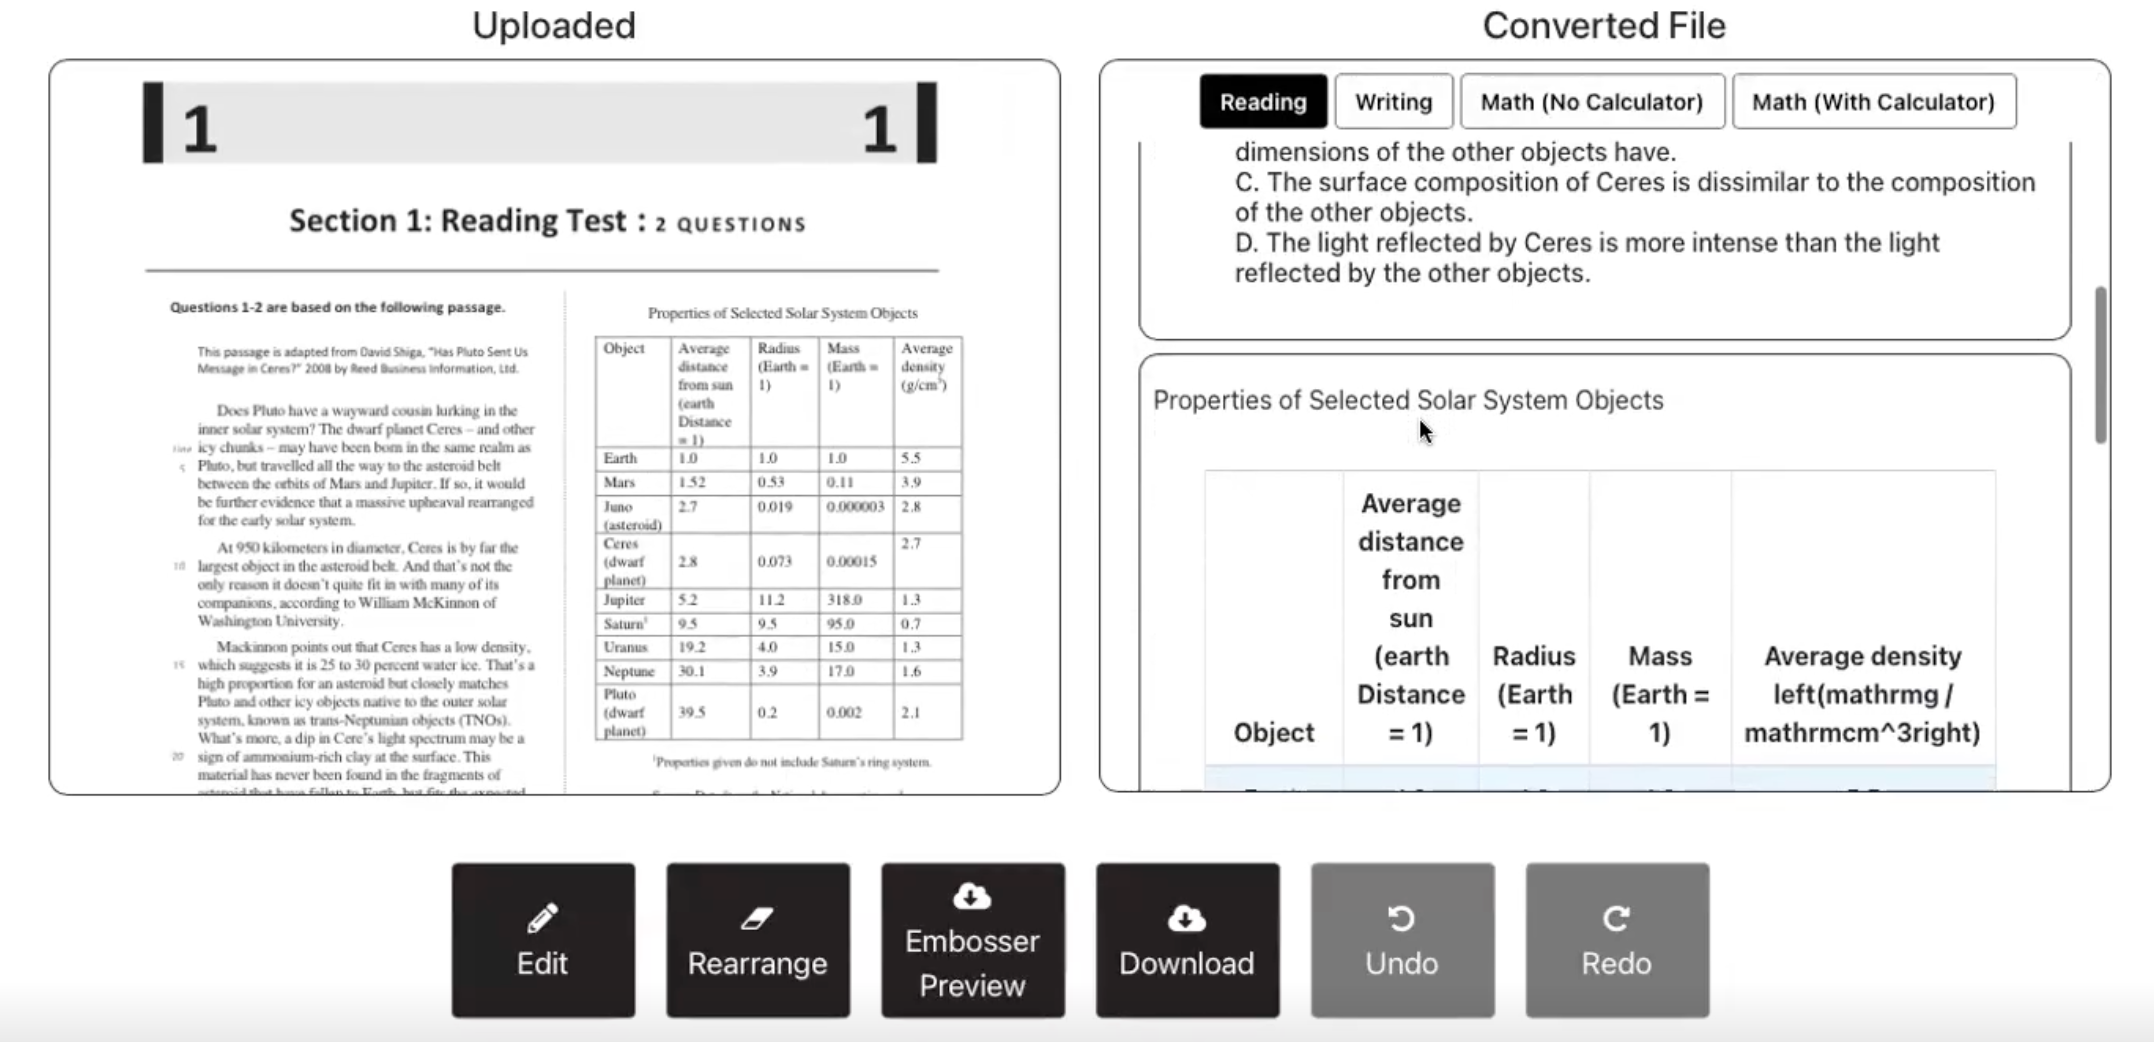 Uploaded
Converted File
1
1
Section 1: Reading Test : 2 QUESTIONS
Questions 1-2 are based on the following passage.
This passage is adapted from David Shiga, "Has Pluto Sent Us
Message in Ceres?" 2008 by Reed Business Information, Ltd.
Does Pluto have a wayward cousin lurking in the
inner solar system? The dwarf planet Ceres – and other
Line icy chunks – may have been born in the same realm as
5 Pluto, but travelled all the way to the asteroid belt
between the orbits of Mars and Jupiter. If so, it would
be further evidence that a massive upheaval rearranged
for the early solar system.
At 950 kilometers in diameter, Ceres is by far the
10 largest object in the asteroid belt. And that's not the
only reason it doesn't quite fit in with many of its
companions, according to William McKinnon of
Washington University.
Mackinnon points out that Ceres has a low density,
15 which suggests it is 25 to 30 percent water ice. That's a
high proportion for an asteroid but closely matches
Pluto and other icy objects native to the outer solar
system, known as trans-Neptunian objects (TNOs).
What's more, a dip in Cere's light spectrum may be a
20 sign of ammonium-rich clay at the surface. This
material has never been found in the fragments of
asteroid that have fallen to Earth, but fits the expected
Properties of Selected Solar System Objects
Object
Average
distance
from sun
(earth
Distance
= 1)
Radius
(Earth =
1)
Mass
(Earth =
1)
Average
density
(g/cm³)
Earth 1.0 1.0 1.0 5.5
Mars 1.52 0.53 0.11 3.9
Juno 2.7 0.019 0.000003 2.8
(asteroid)
Ceres 2.7
(dwarf 2.8 0.073 0.00015
planet)
Jupiter 5.2 11.2 318.0 1.3
Saturn¹ 9.5 9.5 95.0 0.7
Uranus 19.2 4.0 15.0 1.3
Neptune 30.1 3.9 17.0 1.6
Pluto
(dwarf 39.5 0.2 0.002 2.1
planet)
¹Properties given do not include Saturn's ring system.
Reading Writing Math (No Calculator) Math (With Calculator)
dimensions of the other objects have.
C. The surface composition of Ceres is dissimilar to the composition
of the other objects.
D. The light reflected by Ceres is more intense than the light
reflected by the other objects.
Properties of Selected Solar System Objects
Object
Average
distance
from
sun
(earth
Distance
= 1)
Radius
(Earth
= 1)
Mass
(Earth =
1)
Average density
left(mathrmg /
mathrmcm^3right)
Edit
Rearrange
Embosser
Preview
Download
Undo
Redo